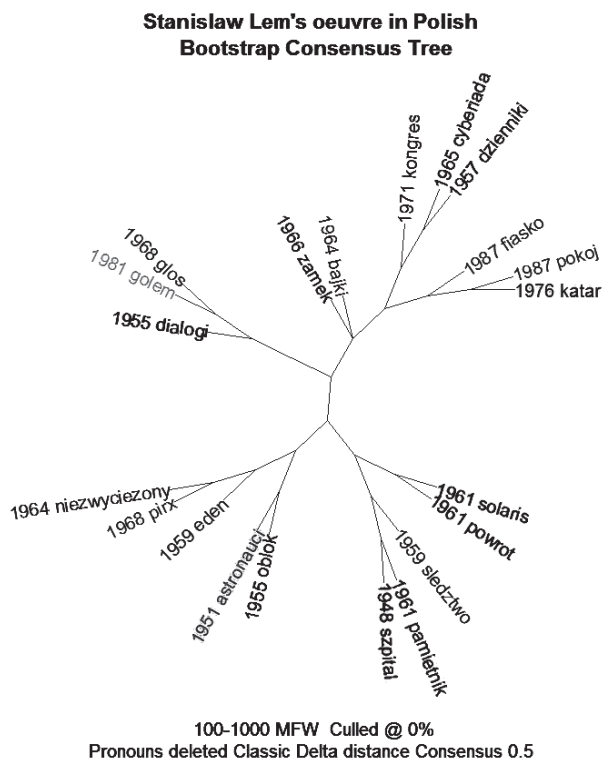 Stanislaw Lem's oeuvre in Polish
Bootstrap Consensus Tree
1965 cyberiada
1957 dzienniki
1971 kongres
1987 fiasko
1987 pokoj
1976 katar
1964 bajki
1966 zamek
1968 glos
1981 golem
1955 dialogi
1964 niezwyciezony
1968 pirx
1959 eden
1951 astronauci
1955 oblok
1961 solaris
1961 powrot
1959 sledztwo
1961 pamietnik
1948 szpital
100-1000 MFW Culled @ 0%
Pronouns deleted Classic Delta distance Consensus 0.5